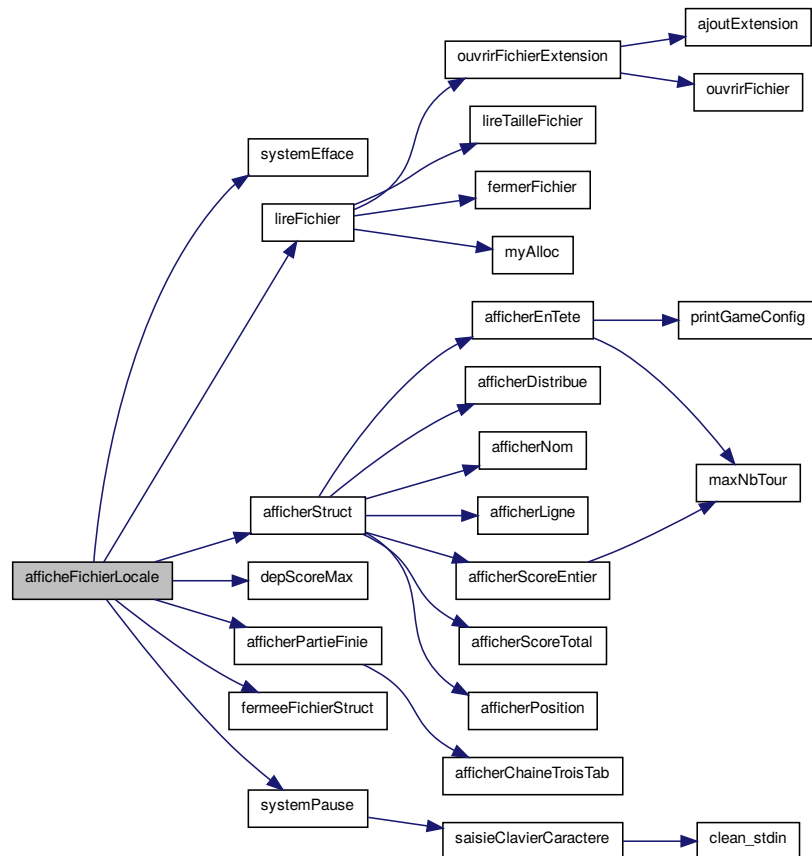 ajoutExtension
ouvrirFichierExtension
ouvrirFichier
lireTailleFichier
systemEfface
fermerFichier
lireFichier
myAlloc
afficherEnTete
printGameConfig
afficherDistribue
afficherNom
maxNbTour
afficherStruct
afficherLigne
afficheFichierLocale
depScoreMax
afficherScoreEntier
afficherPartieFinie
afficherScoreTotal
fermeeFichierStruct
afficherPosition
afficherChaineTroisTab
systemPause
saisieClavierCaractere
clean_stdin